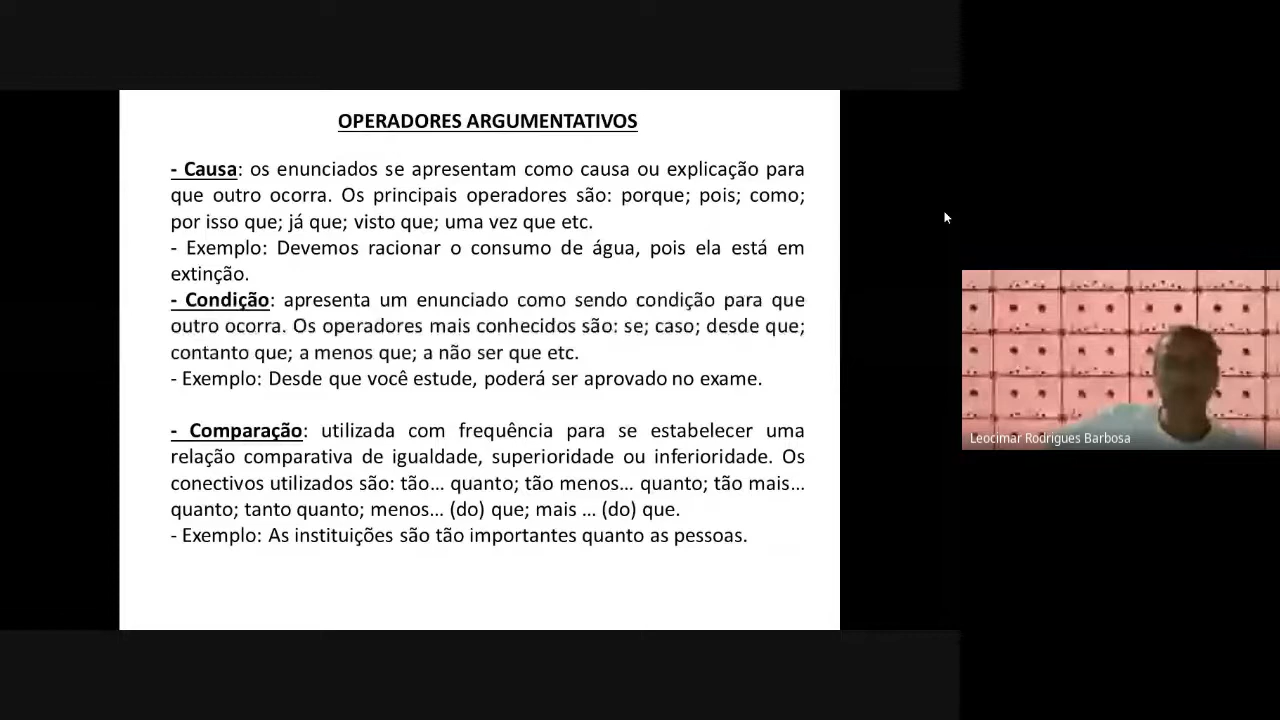 OPERADORES ARGUMENTATIVOS
- Causa: os enunciados se apresentam como causa ou explicação para
que outro ocorra. Os principais operadores são: porque; pois; como;
por isso que; já que; visto que; uma vez que etc.
- Exemplo: Devemos racionar o consumo de água, pois ela está em
extinção.
- Condição: apresenta um enunciado como sendo condição para que
outro ocorra. Os operadores mais conhecidos são: se; caso; desde que;
contanto que; a menos que; a não ser que etc.
- Exemplo: Desde que você estude, poderá ser aprovado no exame.
- Comparação: utilizada com frequência para se estabelecer uma
relação comparativa de igualdade, superioridade ou inferioridade. Os
conectivos utilizados são: tão... quanto; tão menos... quanto; tão mais...
quanto; tanto quanto; menos... (do) que; mais ... (do) que.
- Exemplo: As instituições são tão importantes quanto as pessoas.
Leocimar Rodrigues Barbosa